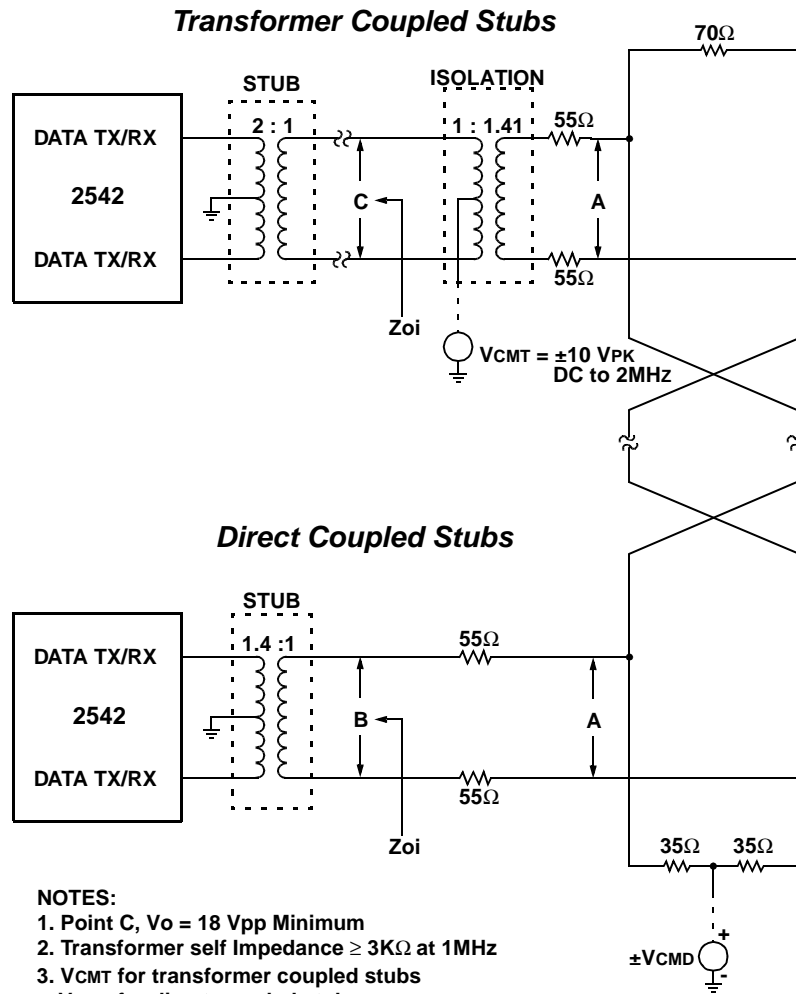 Transformer Coupled Stubs
70Ω
STUB
ISOLATION
2 : 1
1 : 1.41
55Ω
DATA TX/RX
2542
DATA TX/RX
C
A
55Ω
Zoi
VCMT = ±10 VPK
DC to 2MHZ
Direct Coupled Stubs
STUB
1.4 :1
55Ω
DATA TX/RX
2542
DATA TX/RX
B
A
55Ω
Zoi
35Ω 35Ω
+
±VCMD
-
NOTES:
1. Point C, Vo = 18 Vpp Minimum
2. Transformer self Impedance ≥ 3KΩ at 1MHz
3. VCMT for transformer coupled stubs